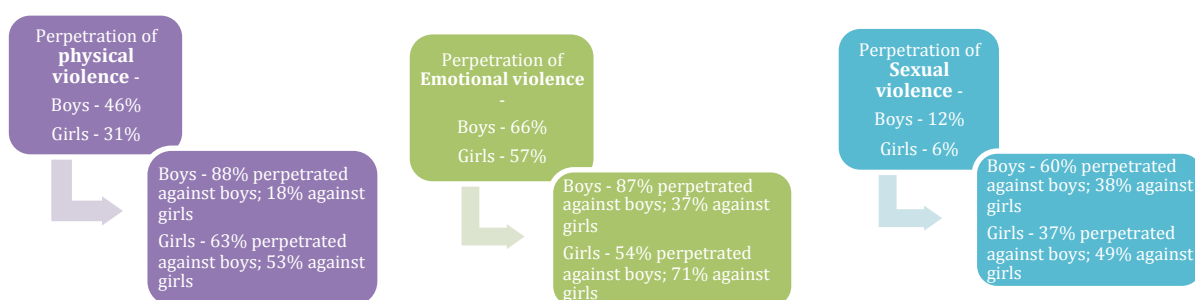 Perpetration of
physical
violence -
Boys - 46%
Girls - 31%
Boys - 88% perpetrated
against boys; 18% against
girls
Girls - 63% perpetrated
against boys; 53% against
girls
Perpetration of
Emotional violence
-
Boys - 66%
Girls - 57%
Boys - 87% perpetrated
against boys; 37% against
girls
Girls - 54% perpetrated
against boys; 71% against
girls
Perpetration of
Sexual
violence -
Boys - 12%
Girls - 6%
Boys - 60% perpetrated
against boys; 38% against
girls
Girls - 37% perpetrated
against boys; 49% against
girls